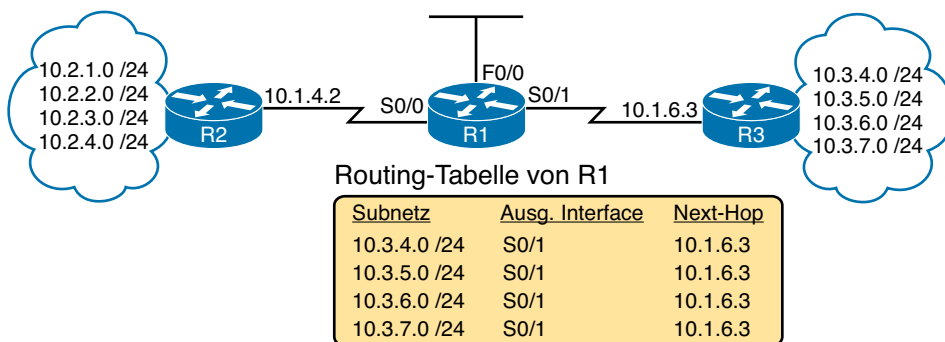 10.2.1.0 /24
10.2.2.0 /24
10.2.3.0 /24
10.2.4.0 /24
R2
10.1.4.2
S0/0
F0/0
R1
S0/1
10.1.6.3
R3
10.3.4.0 /24
10.3.5.0 /24
10.3.6.0 /24
10.3.7.0 /24
Routing-Tabelle von R1
Subnetz Ausg. Interface Next-Hop
10.3.4.0 /24 S0/1 10.1.6.3
10.3.5.0 /24 S0/1 10.1.6.3
10.3.6.0 /24 S0/1 10.1.6.3
10.3.7.0 /24 S0/1 10.1.6.3